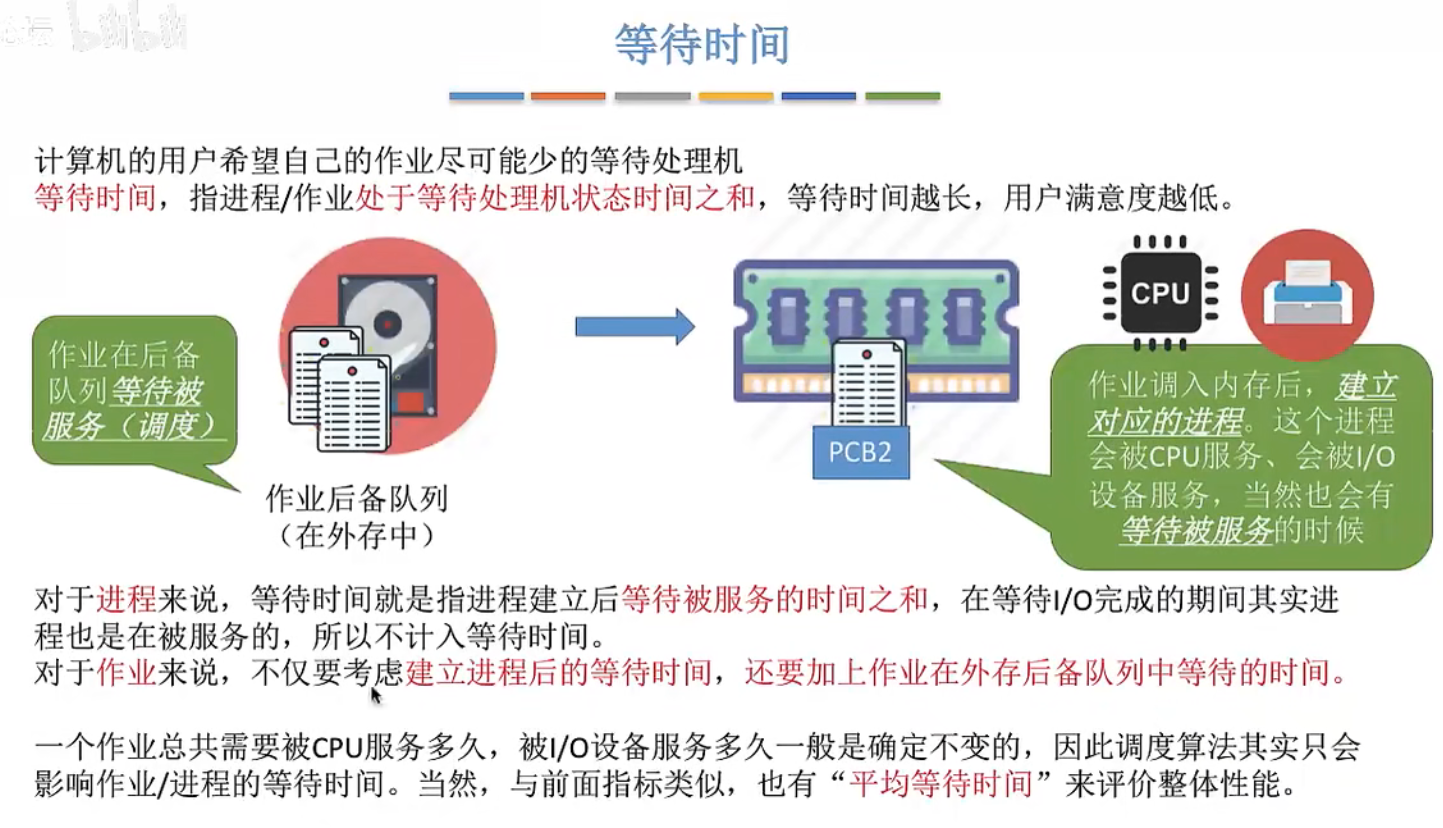 bilibili
等待时间
计算机的用户希望自己的作业尽可能少的等待处理机
等待时间，指进程/作业处于等待处理机状态时间之和，等待时间越长，用户满意度越低。
作业在后备
队列等待被
服务（调度）
作业后备队列
（在外存中）
PCB2
CPU
作业调入内存后，建立
对应的进程。这个进程
会被CPU服务、会被I/O
设备服务，当然也会有
等待被服务的时候
对于进程来说，等待时间就是指进程建立后等待被服务的时间之和，在等待I/O完成的期间其实进
程也是在被服务的，所以不计入等待时间。
对于作业来说，不仅要考虑建立进程后的等待时间，还要加上作业在外存后备队列中等待的时间。
一个作业总共需要被CPU服务多久，被I/O设备服务多久一般是确定不变的，因此调度算法其实只会
影响作业/进程的等待时间。当然，与前面指标类似，也有“平均等待时间”来评价整体性能。